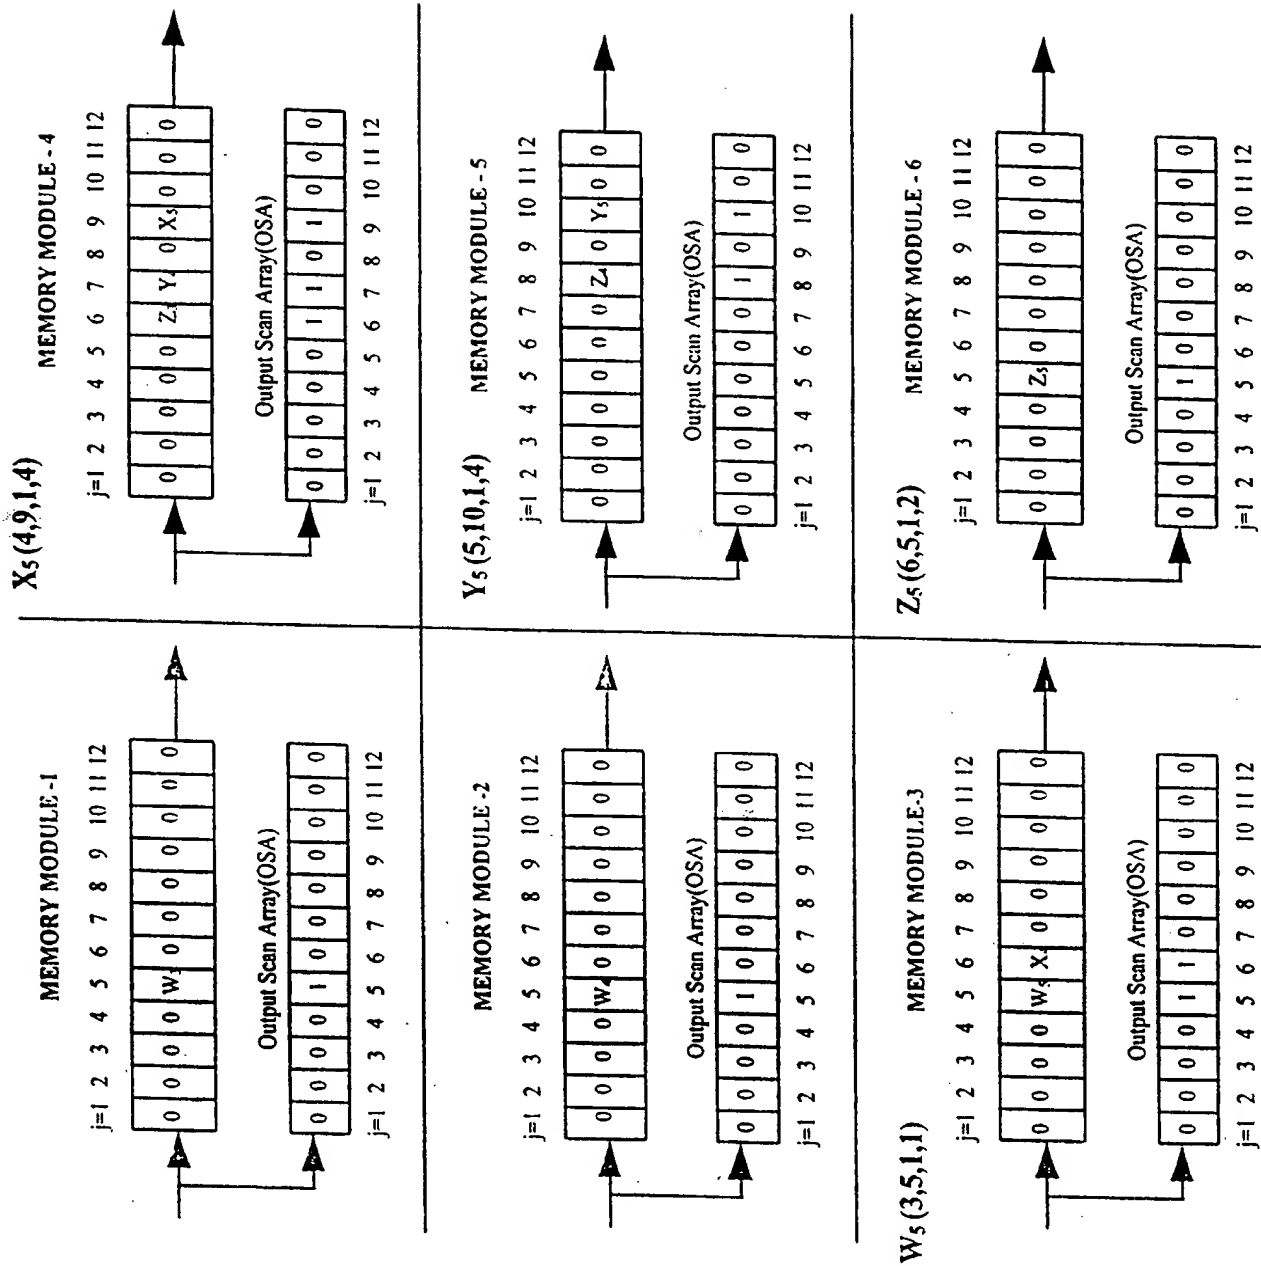 MEMORY MODULE -1
j=1 2 3 4 5 6 7 8 9 10 11 12
0 0 0 0 W₃ 0 0 0 0 0 0 0
Output Scan Array(OSA)
0 0 0 0 1 0 0 0 0 0 0 0
j=1 2 3 4 5 6 7 8 9 10 11 12
X₅(4,9,1,4)
MEMORY MODULE - 4
j=1 2 3 4 5 6 7 8 9 10 11 12
0 0 0 0 0 Z₃ Y₄ 0 X₅ 0 0 0
Output Scan Array(OSA)
0 0 0 0 0 1 1 0 1 0 0 0
j=1 2 3 4 5 6 7 8 9 10 11 12
MEMORY MODULE -2
j=1 2 3 4 5 6 7 8 9 10 11 12
0 0 0 0 W₄ 0 0 0 0 0 0 0
Output Scan Array(OSA)
0 0 0 0 1 0 0 0 0 0 0 0
j=1 2 3 4 5 6 7 8 9 10 11 12
Y₅(5,10,1,4)
MEMORY MODULE - 5
j=1 2 3 4 5 6 7 8 9 10 11 12
0 0 0 0 0 0 0 Z₄ 0 Y₅ 0 0
Output Scan Array(OSA)
0 0 0 0 0 0 0 1 0 1 0 0
j=1 2 3 4 5 6 7 8 9 10 11 12
W₅(3,5,1,1)
MEMORY MODULE-3
j=1 2 3 4 5 6 7 8 9 10 11 12
0 0 0 0 W₅ X₄ 0 0 0 0 0 0
Output Scan Array(OSA)
0 0 0 0 1 1 0 0 0 0 0 0
j=1 2 3 4 5 6 7 8 9 10 11 12
Z₅(6,5,1,2)
MEMORY MODULE - 6
j=1 2 3 4 5 6 7 8 9 10 11 12
0 0 0 0 Z₅ 0 0 0 0 0 0 0
Output Scan Array(OSA)
0 0 0 0 1 0 0 0 0 0 0 0
j=1 2 3 4 5 6 7 8 9 10 11 12